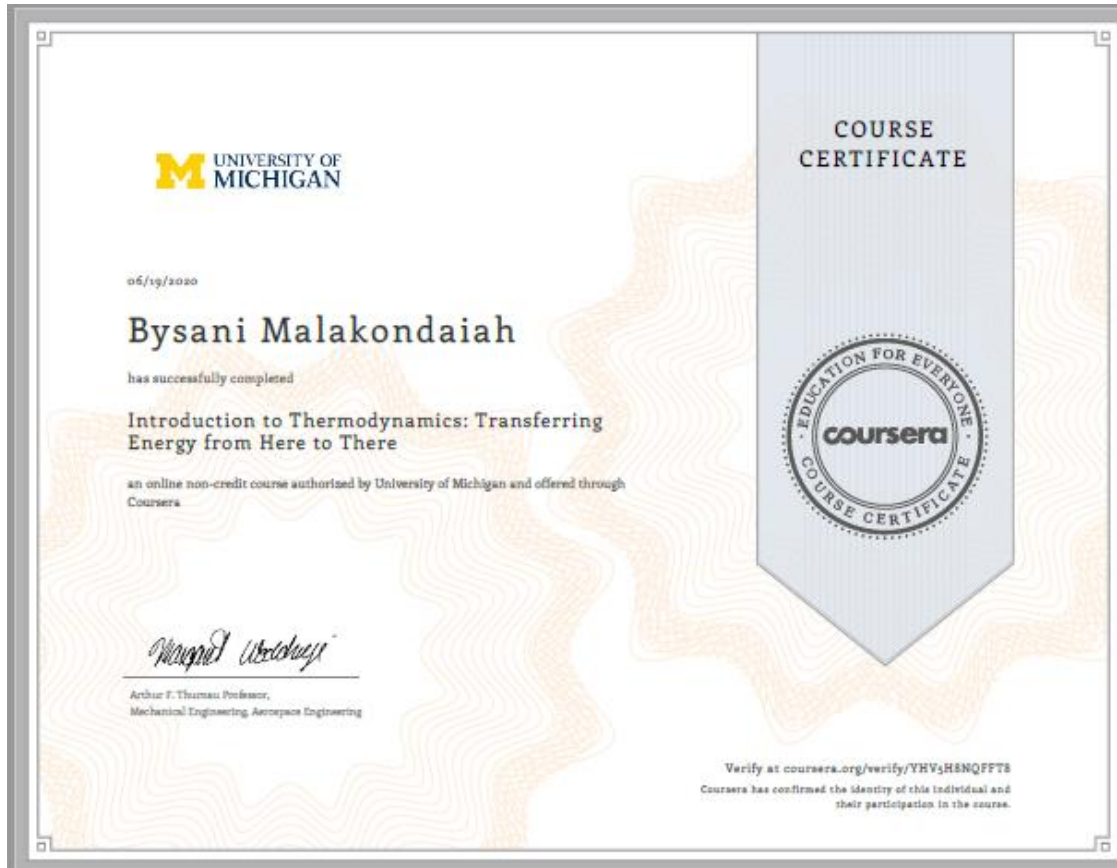 UNIVERSITY OF
MICHIGAN
06/19/2020
Bysani Malakondaiah
has successfully completed
Introduction to Thermodynamics: Transferring
Energy from Here to There
an online non-credit course authorized by University of Michigan and offered through
Coursera
Arthur F. Thurnau Professor,
Mechanical Engineering, Aerospace Engineering
COURSE
CERTIFICATE
EDUCATION FOR EVERYONE
coursera
COURSE CERTIFICATE
Verify at coursera.org/verify/YHV5H8NQFFT8
Coursera has confirmed the identity of this individual and
their participation in the course.